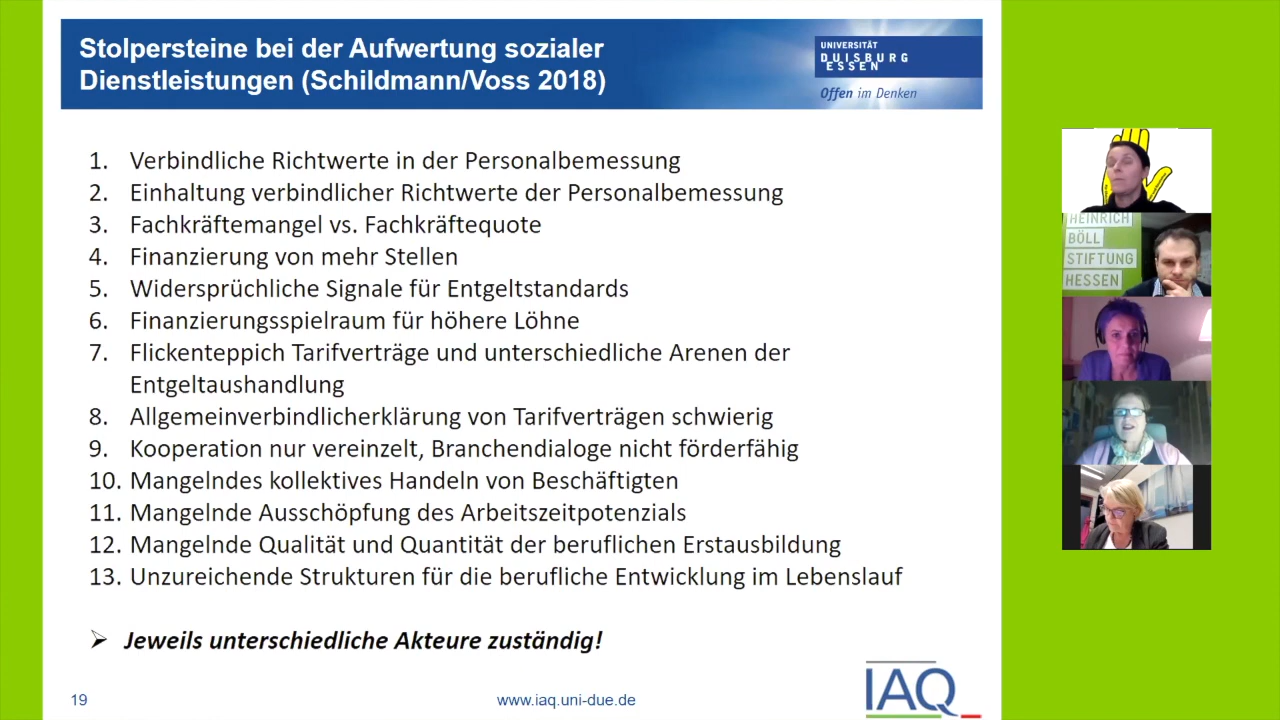 Stolpersteine bei der Aufwertung sozialer
Dienstleistungen (Schildmann/Voss 2018)
UNIVERSITÄT
DUISBURG
ESSEN
Offen im Denken
1. Verbindliche Richtwerte in der Personalbemessung
2. Einhaltung verbindlicher Richtwerte der Personalbemessung
3. Fachkräftemangel vs. Fachkräftequote
4. Finanzierung von mehr Stellen
5. Widersprüchliche Signale für Entgeltstandards
6. Finanzierungsspielraum für höhere Löhne
7. Flickenteppich Tarifverträge und unterschiedliche Arenen der
Entgeltaushandlung
8. Allgemeinverbindlicherklärung von Tarifverträgen schwierig
9. Kooperation nur vereinzelt, Branchendialoge nicht förderfähig
10. Mangelndes kollektives Handeln von Beschäftigten
11. Mangelnde Ausschöpfung des Arbeitszeitpotenzials
12. Mangelnde Qualität und Quantität der beruflichen Erstausbildung
13. Unzureichende Strukturen für die berufliche Entwicklung im Lebenslauf
➢ Jeweils unterschiedliche Akteure zuständig!
19
www.iaq.uni-due.de
IAQ
HEINRICH
BÖLL
STIFTUNG
HESSEN